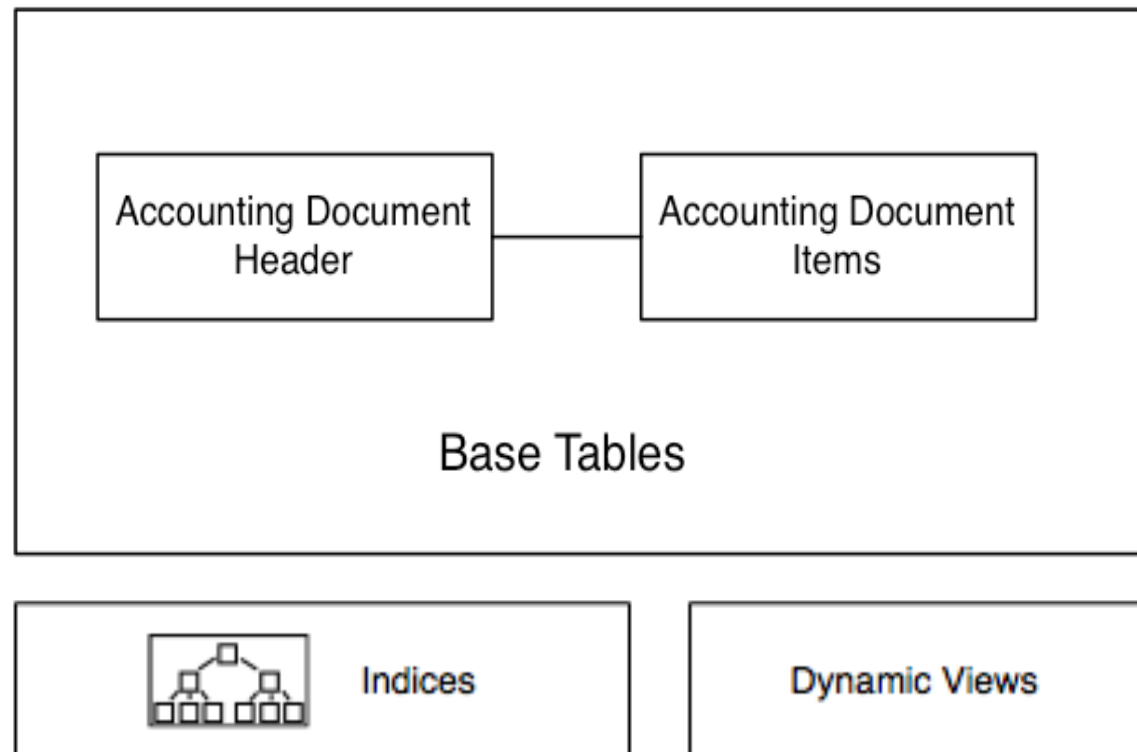 Accounting Document
Header
Accounting Document
Items
Base Tables
Indices
Dynamic Views